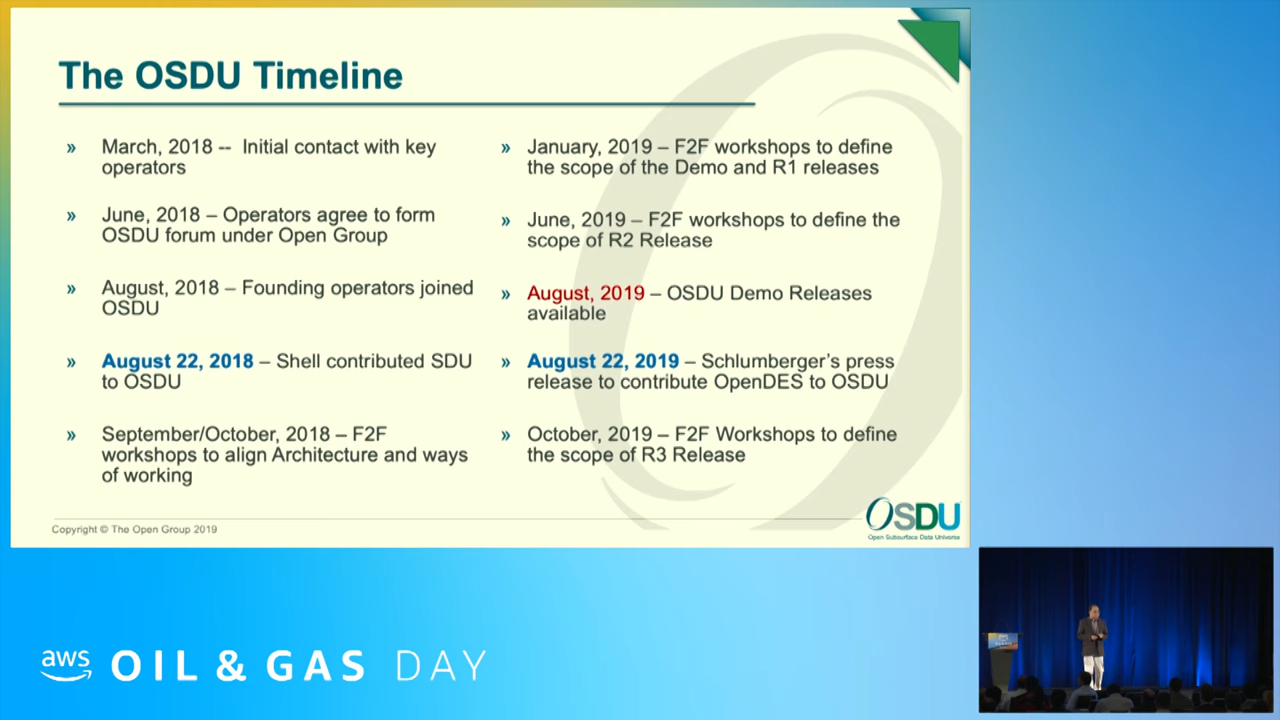 The OSDU Timeline
» March, 2018 -- Initial contact with key
operators
» June, 2018 – Operators agree to form
OSDU forum under Open Group
» August, 2018 – Founding operators joined
OSDU
» August 22, 2018 – Shell contributed SDU
to OSDU
» September/October, 2018 – F2F
workshops to align Architecture and ways
of working
» January, 2019 – F2F workshops to define
the scope of the Demo and R1 releases
» June, 2019 – F2F workshops to define the
scope of R2 Release
» August, 2019 – OSDU Demo Releases
available
» August 22, 2019 – Schlumberger's press
release to contribute OpenDES to OSDU
» October, 2019 – F2F Workshops to define
the scope of R3 Release
Copyright © The Open Group 2019
OSDU
Open Subsurface Data Universe
aws OIL & GAS DAY